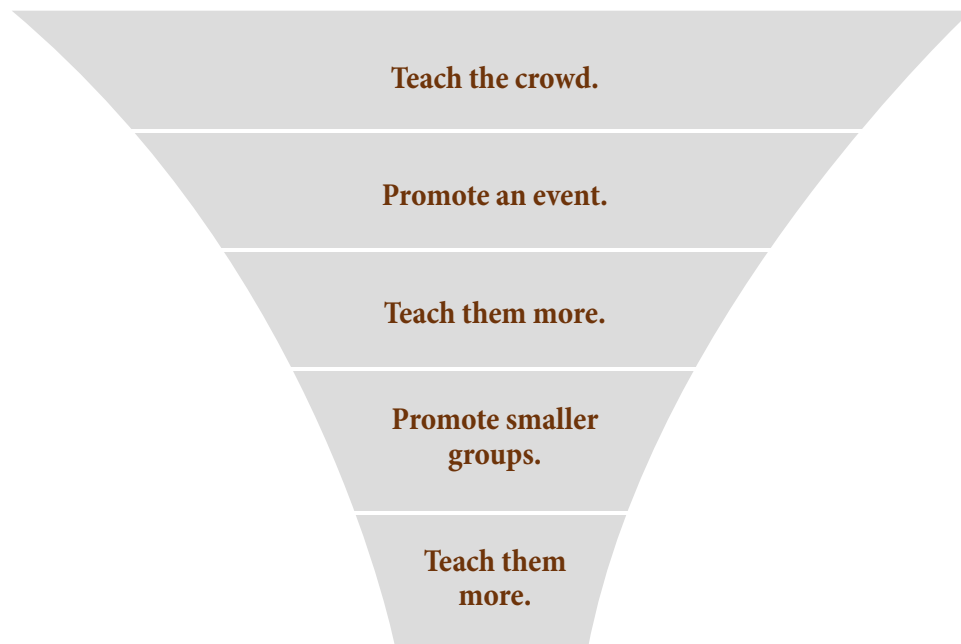 Teach the crowd.
Promote an event.
Teach them more.
Promote smaller
groups.
Teach them
more.